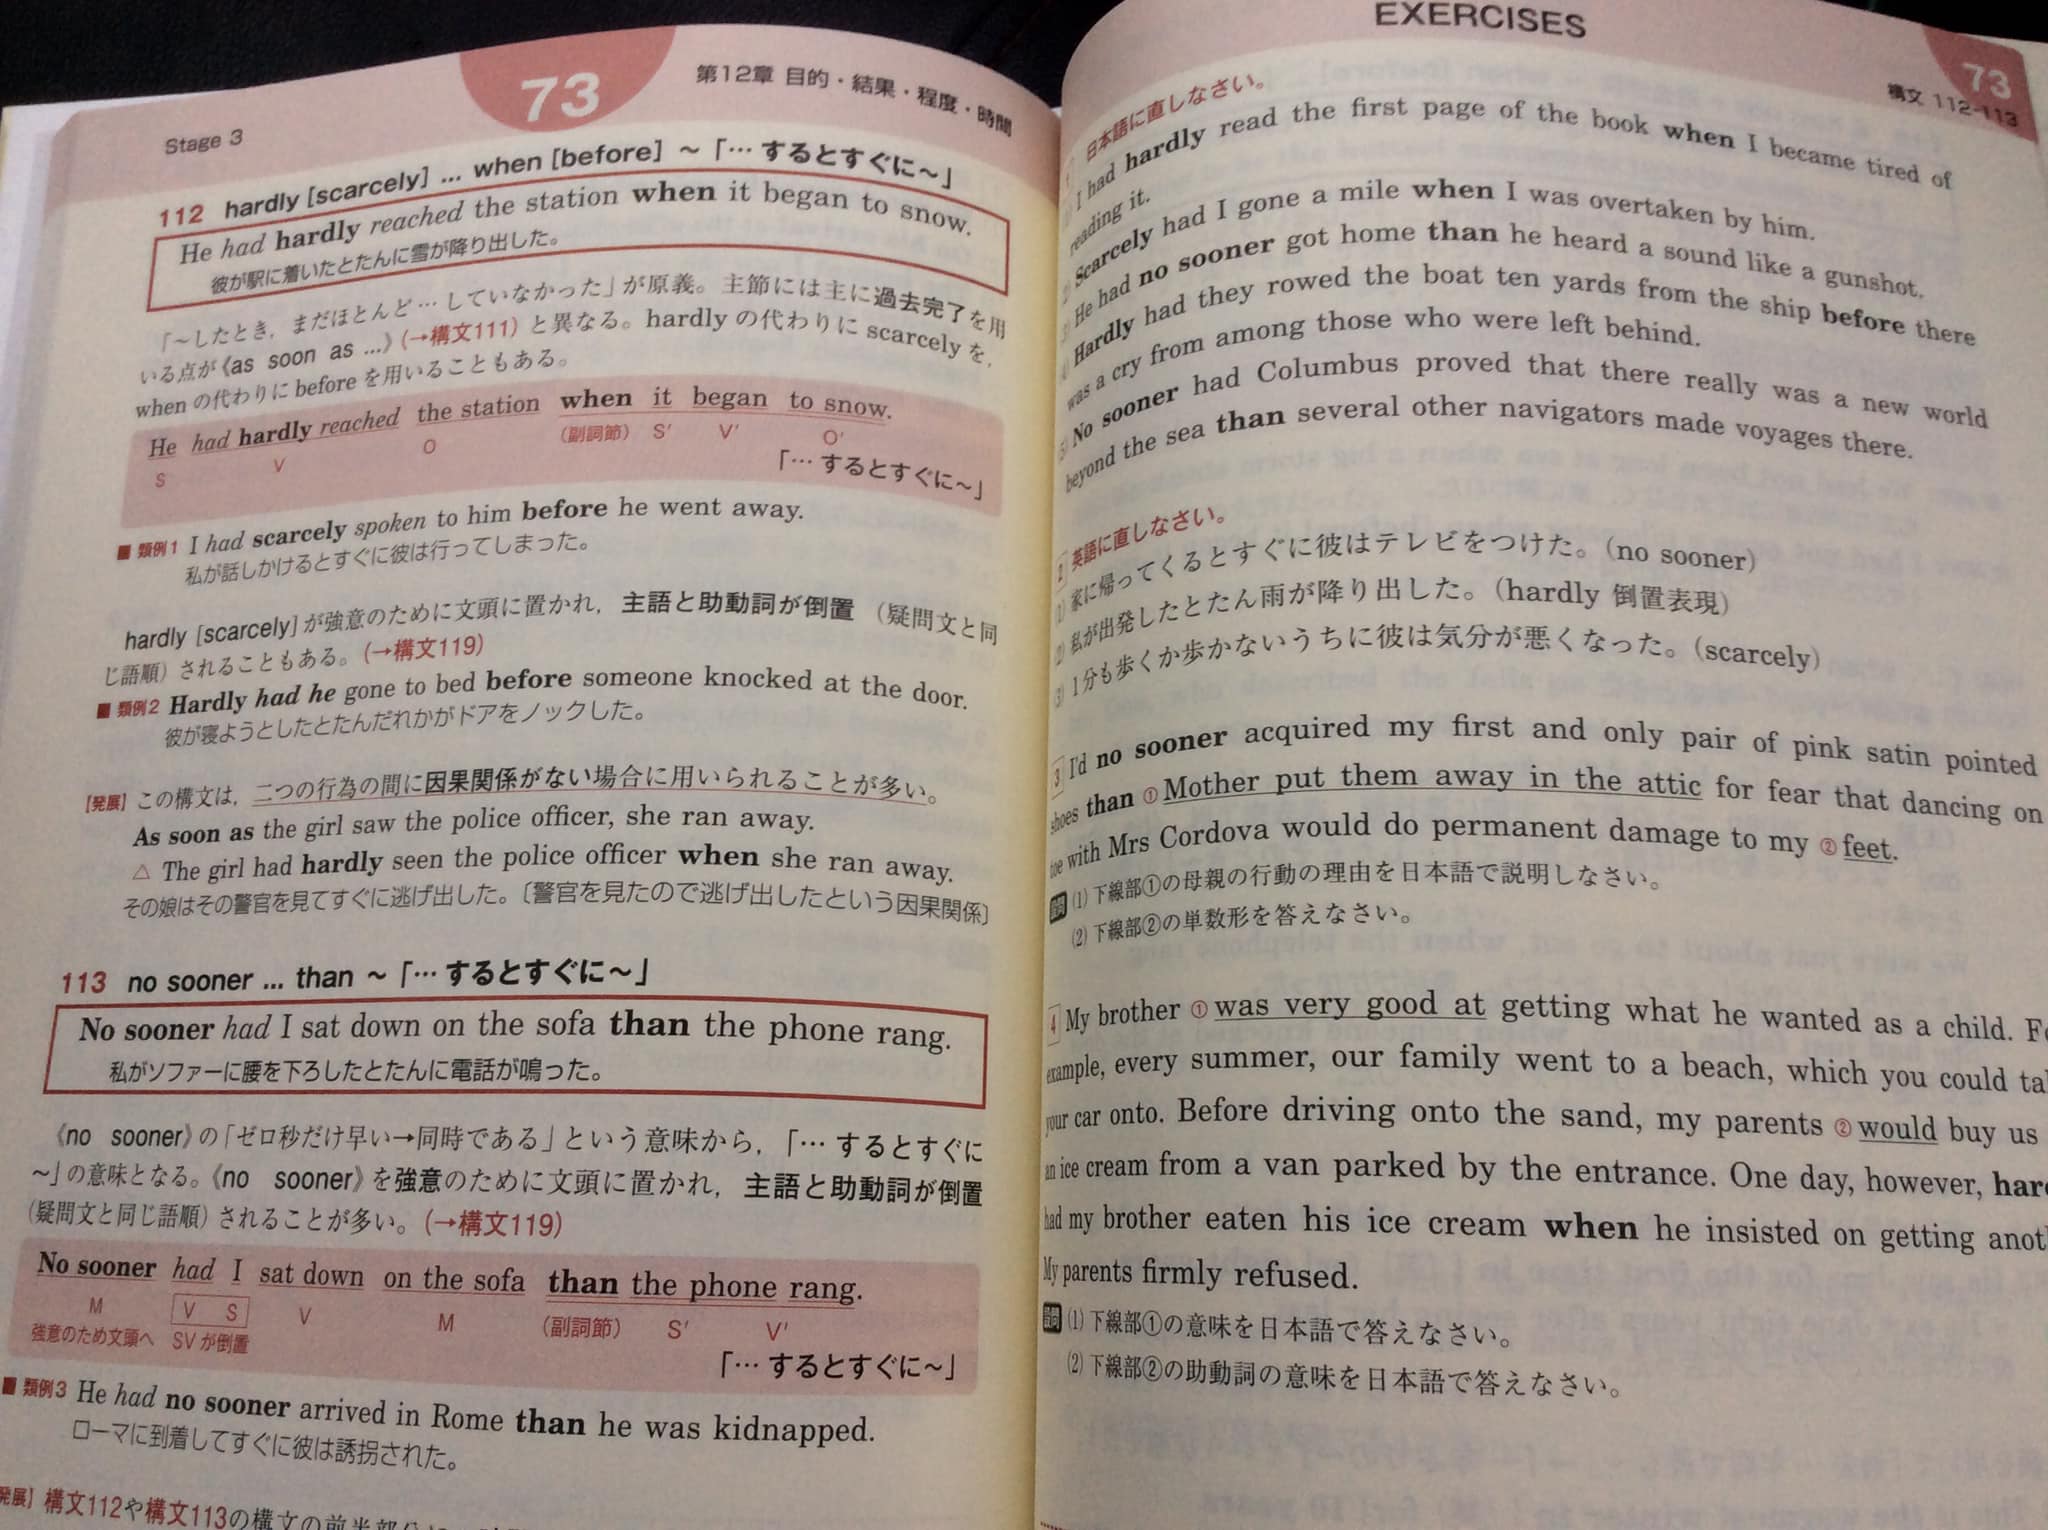 73
第12章 目的・結果・程度・時間
Stage 3
112 hardly [scarcely] ... when [before] ~「… するとすぐに~」
He had hardly reached the station when it began to snow.
彼が駅に着いたとたんに雪が降り出した。
「~したとき,まだほとんど…していなかった」が原義。主節には主に過去完了を用
いる点が《as soon as ...》(→構文111) と異なる。hardly の代わりに scarcely を,
when の代わりに before を用いることもある。
He had hardly reached the station when it began to snow.
S V O (副詞節) S′ V′ O′
「… するとすぐに~」
■ 類例1 I had scarcely spoken to him before he went away.
私が話しかけるとすぐに彼は行ってしまった。
hardly [scarcely] が強意のために文頭に置かれ,主語と助動詞が倒置(疑問文と同
じ語順)されることもある。(→構文119)
■ 類例2 Hardly had he gone to bed before someone knocked at the door.
彼が寝ようとしたとたんだれかがドアをノックした。
【発展】この構文は,二つの行為の間に因果関係がない場合に用いられることが多い。
As soon as the girl saw the police officer, she ran away.
△ The girl had hardly seen the police officer when she ran away.
その娘はその警官を見てすぐに逃げ出した。〔警官を見たので逃げ出したという因果関係〕
113 no sooner ... than ~「… するとすぐに~」
No sooner had I sat down on the sofa than the phone rang.
私がソファーに腰を下ろしたとたんに電話が鳴った。
《no sooner》の「ゼロ秒だけ早い→同時である」という意味から,「… するとすぐに
~」の意味となる。《no sooner》を強意のために文頭に置かれ,主語と助動詞が倒置
(疑問文と同じ語順)されることが多い。(→構文119)
No sooner had I sat down on the sofa than the phone rang.
M V S V M (副詞節) S′ V′
強意のため文頭へ SVが倒置
「… するとすぐに~」
■ 類例3 He had no sooner arrived in Rome than he was kidnapped.
ローマに到着してすぐに彼は誘拐された。
発展】構文112や構文113の構文の前半部分
EXERCISES
73
構文 112-113
日本語に直しなさい。
I had hardly read the first page of the book when I became tired of
reading it.
Scarcely had I gone a mile when I was overtaken by him.
He had no sooner got home than he heard a sound like a gunshot.
Hardly had they rowed the boat ten yards from the ship before there
was a cry from among those who were left behind.
(5) No sooner had Columbus proved that there really was a new world
beyond the sea than several other navigators made voyages there.
2 英語に直しなさい。
(1) 家に帰ってくるとすぐに彼はテレビをつけた。(no sooner)
(2) 私が出発したとたん雨が降り出した。(hardly 倒置表現)
(3) 1分も歩くか歩かないうちに彼は気分が悪くなった。(scarcely)
3 I'd no sooner acquired my first and only pair of pink satin pointed
shoes than ① Mother put them away in the attic for fear that dancing on
toe with Mrs Cordova would do permanent damage to my ② feet.
設問 (1) 下線部①の母親の行動の理由を日本語で説明しなさい。
(2) 下線部②の単数形を答えなさい。
4 My brother ① was very good at getting what he wanted as a child.
example, every summer, our family went to a beach, which you could
your car onto. Before driving onto the sand, my parents ② would buy us
an ice cream from a van parked by the entrance. One day, however,
had my brother eaten his ice cream when he insisted on getting
My parents firmly refused.
設問 (1) 下線部①の意味を日本語で答えなさい。
(2) 下線部②の助動詞の意味を日本語で答えなさい。